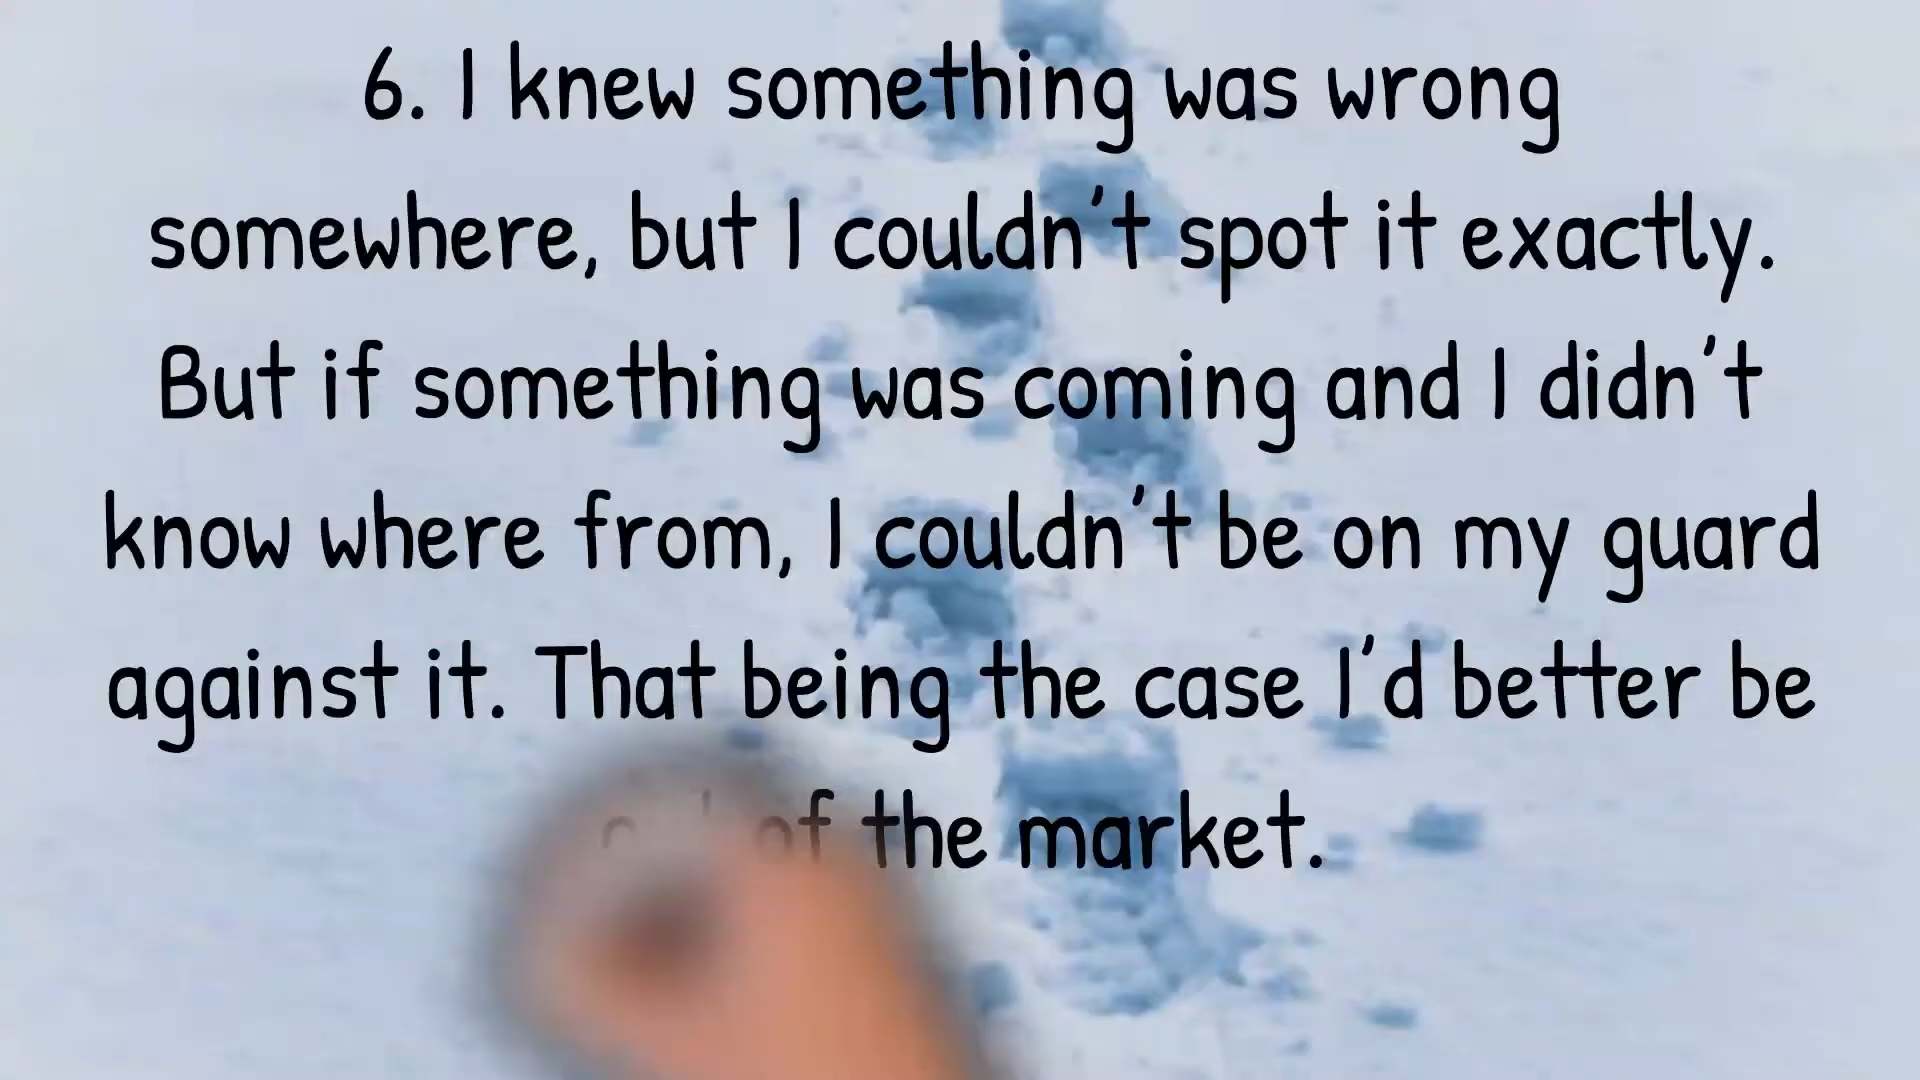 6. I knew something was wrong
somewhere, but I couldn't spot it exactly.
But if something was coming and I didn't
know where from, I couldn't be on my guard
against it. That being the case I'd better be
of the market.